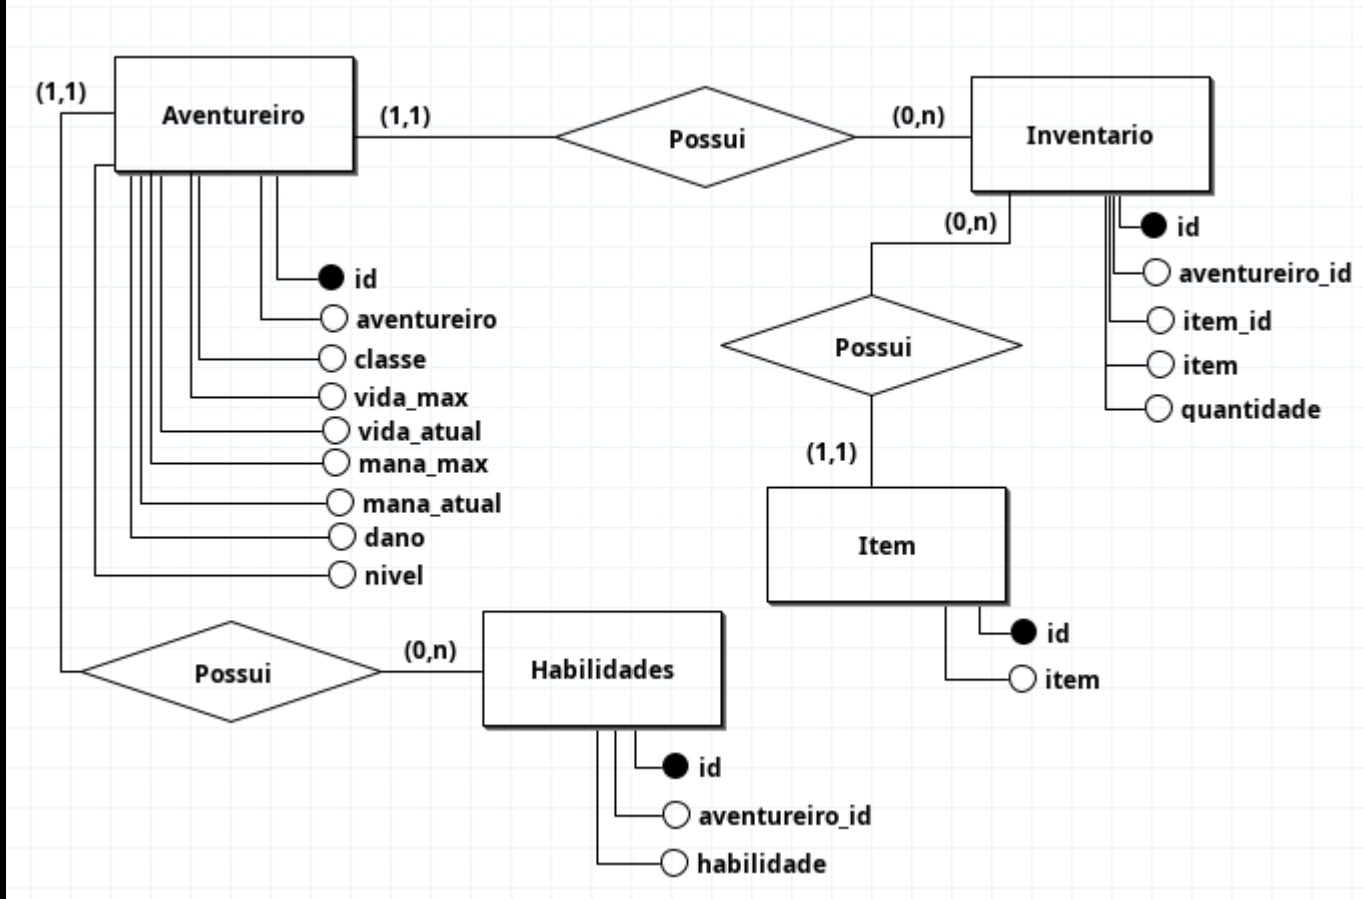 (1,1)
Aventureiro
(1,1)
Possui
(0,n)
Inventario
id
aventureiro
classe
vida_max
vida_atual
mana_max
mana_atual
dano
nivel
id
aventureiro_id
item_id
item
quantidade
(0,n)
Possui
(1,1)
Item
id
item
Possui
(0,n)
Habilidades
id
aventureiro_id
habilidade